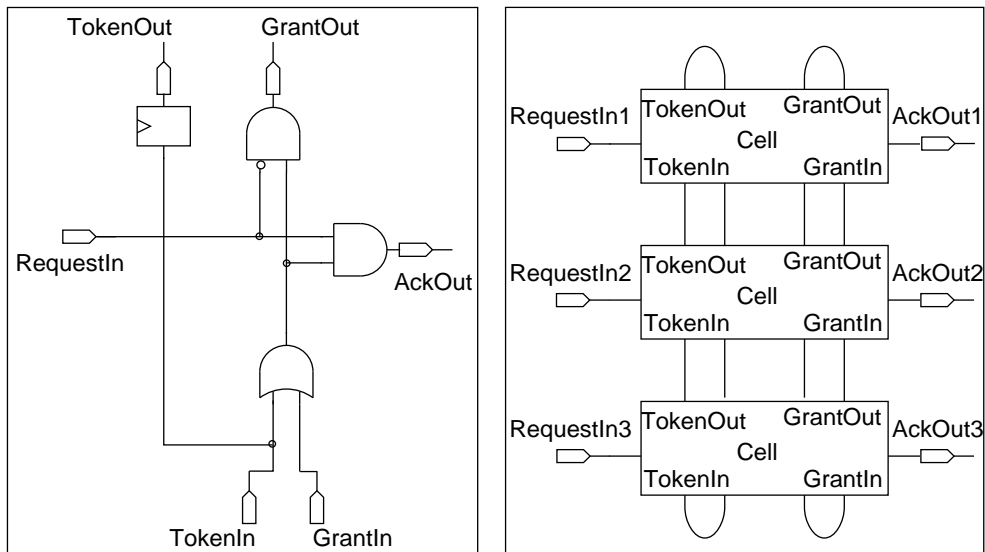 TokenOut
GrantOut
RequestIn
AckOut
TokenIn
GrantIn
RequestIn1
TokenOut
GrantOut
AckOut1
Cell
TokenIn
GrantIn
RequestIn2
TokenOut
GrantOut
AckOut2
Cell
TokenIn
GrantIn
RequestIn3
TokenOut
GrantOut
AckOut3
Cell
TokenIn
GrantIn